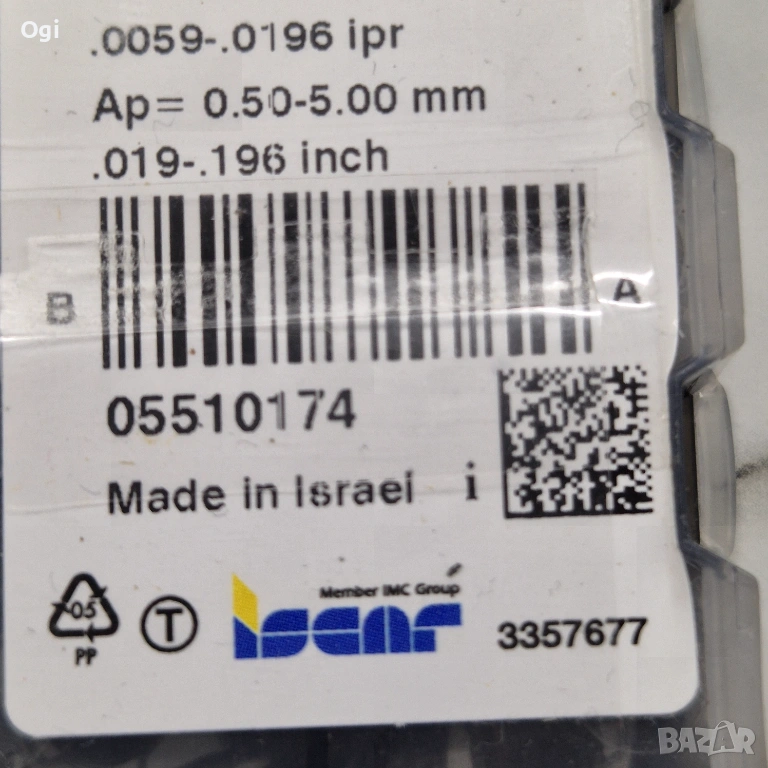 Ogi
.0059-.0196 ipr
Ap= 0.50-5.00 mm
.019-.196 inch
B A
05510174
Made in Israel i
Member IMC Group
05 T iscar 3357677
PP
BAZAR